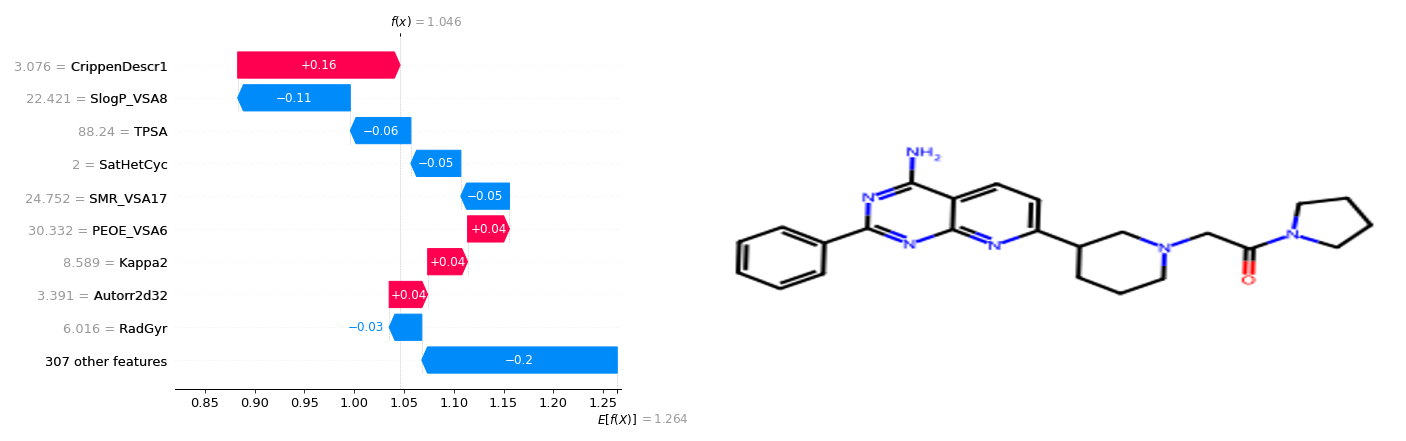 f(x) = 1.046
3.076 = CrippenDescr1
+0.16
22.421 = SlogP_VSA8
−0.11
88.24 = TPSA
−0.06
2 = SatHetCyc
−0.05
24.752 = SMR_VSA17
−0.05
30.332 = PEOE_VSA6
+0.04
8.589 = Kappa2
+0.04
3.391 = Autorr2d32
+0.04
6.016 = RadGyr
−0.03
307 other features
−0.2
0.85 0.90 0.95 1.00 1.05 1.10 1.15 1.20 1.25
E[f(X)] = 1.264
NH₂
N
N
N
N
N
O